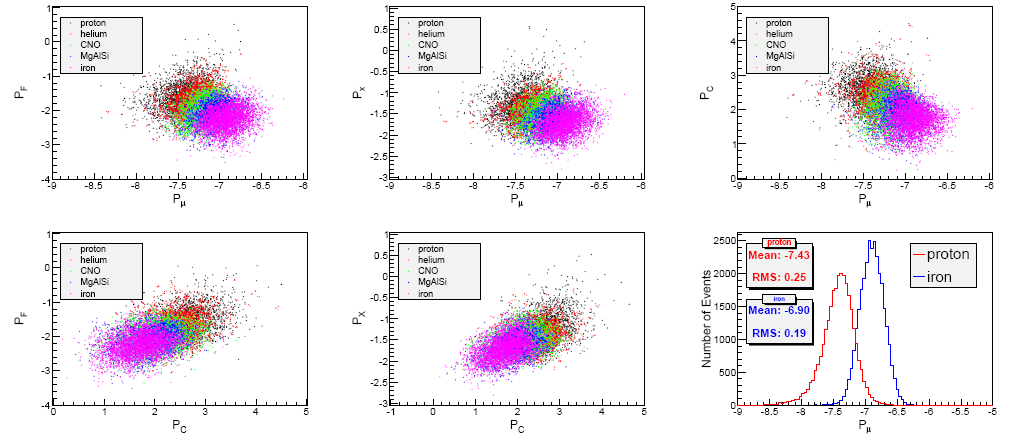 1
0
-1
-2
-3
-4
P_F
proton
helium
CNO
MgAlSi
iron
-9 -8.5 -8 -7.5 -7 -6.5 -6
P_μ
1
0.5
0
-0.5
-1
-1.5
-2
-2.5
-3
P_X
proton
helium
CNO
MgAlSi
iron
-9 -8.5 -8 -7.5 -7 -6.5 -6
P_μ
5
4
3
2
1
0
P_C
proton
helium
CNO
MgAlSi
iron
-9 -8.5 -8 -7.5 -7 -6.5 -6
P_μ
1
0
-1
-2
-3
-4
P_F
proton
helium
CNO
MgAlSi
iron
0 1 2 3 4 5
P_C
1
0.5
0
-0.5
-1
-1.5
-2
-2.5
-3
P_X
proton
helium
CNO
MgAlSi
iron
-1 0 1 2 3 4 5
P_C
2500
2000
1500
1000
500
0
Number of Events
proton
Mean: -7.43
RMS: 0.25
iron
Mean: -6.90
RMS: 0.19
proton
iron
-9 -8.5 -8 -7.5 -7 -6.5 -6 -5.5 -5
P_μ